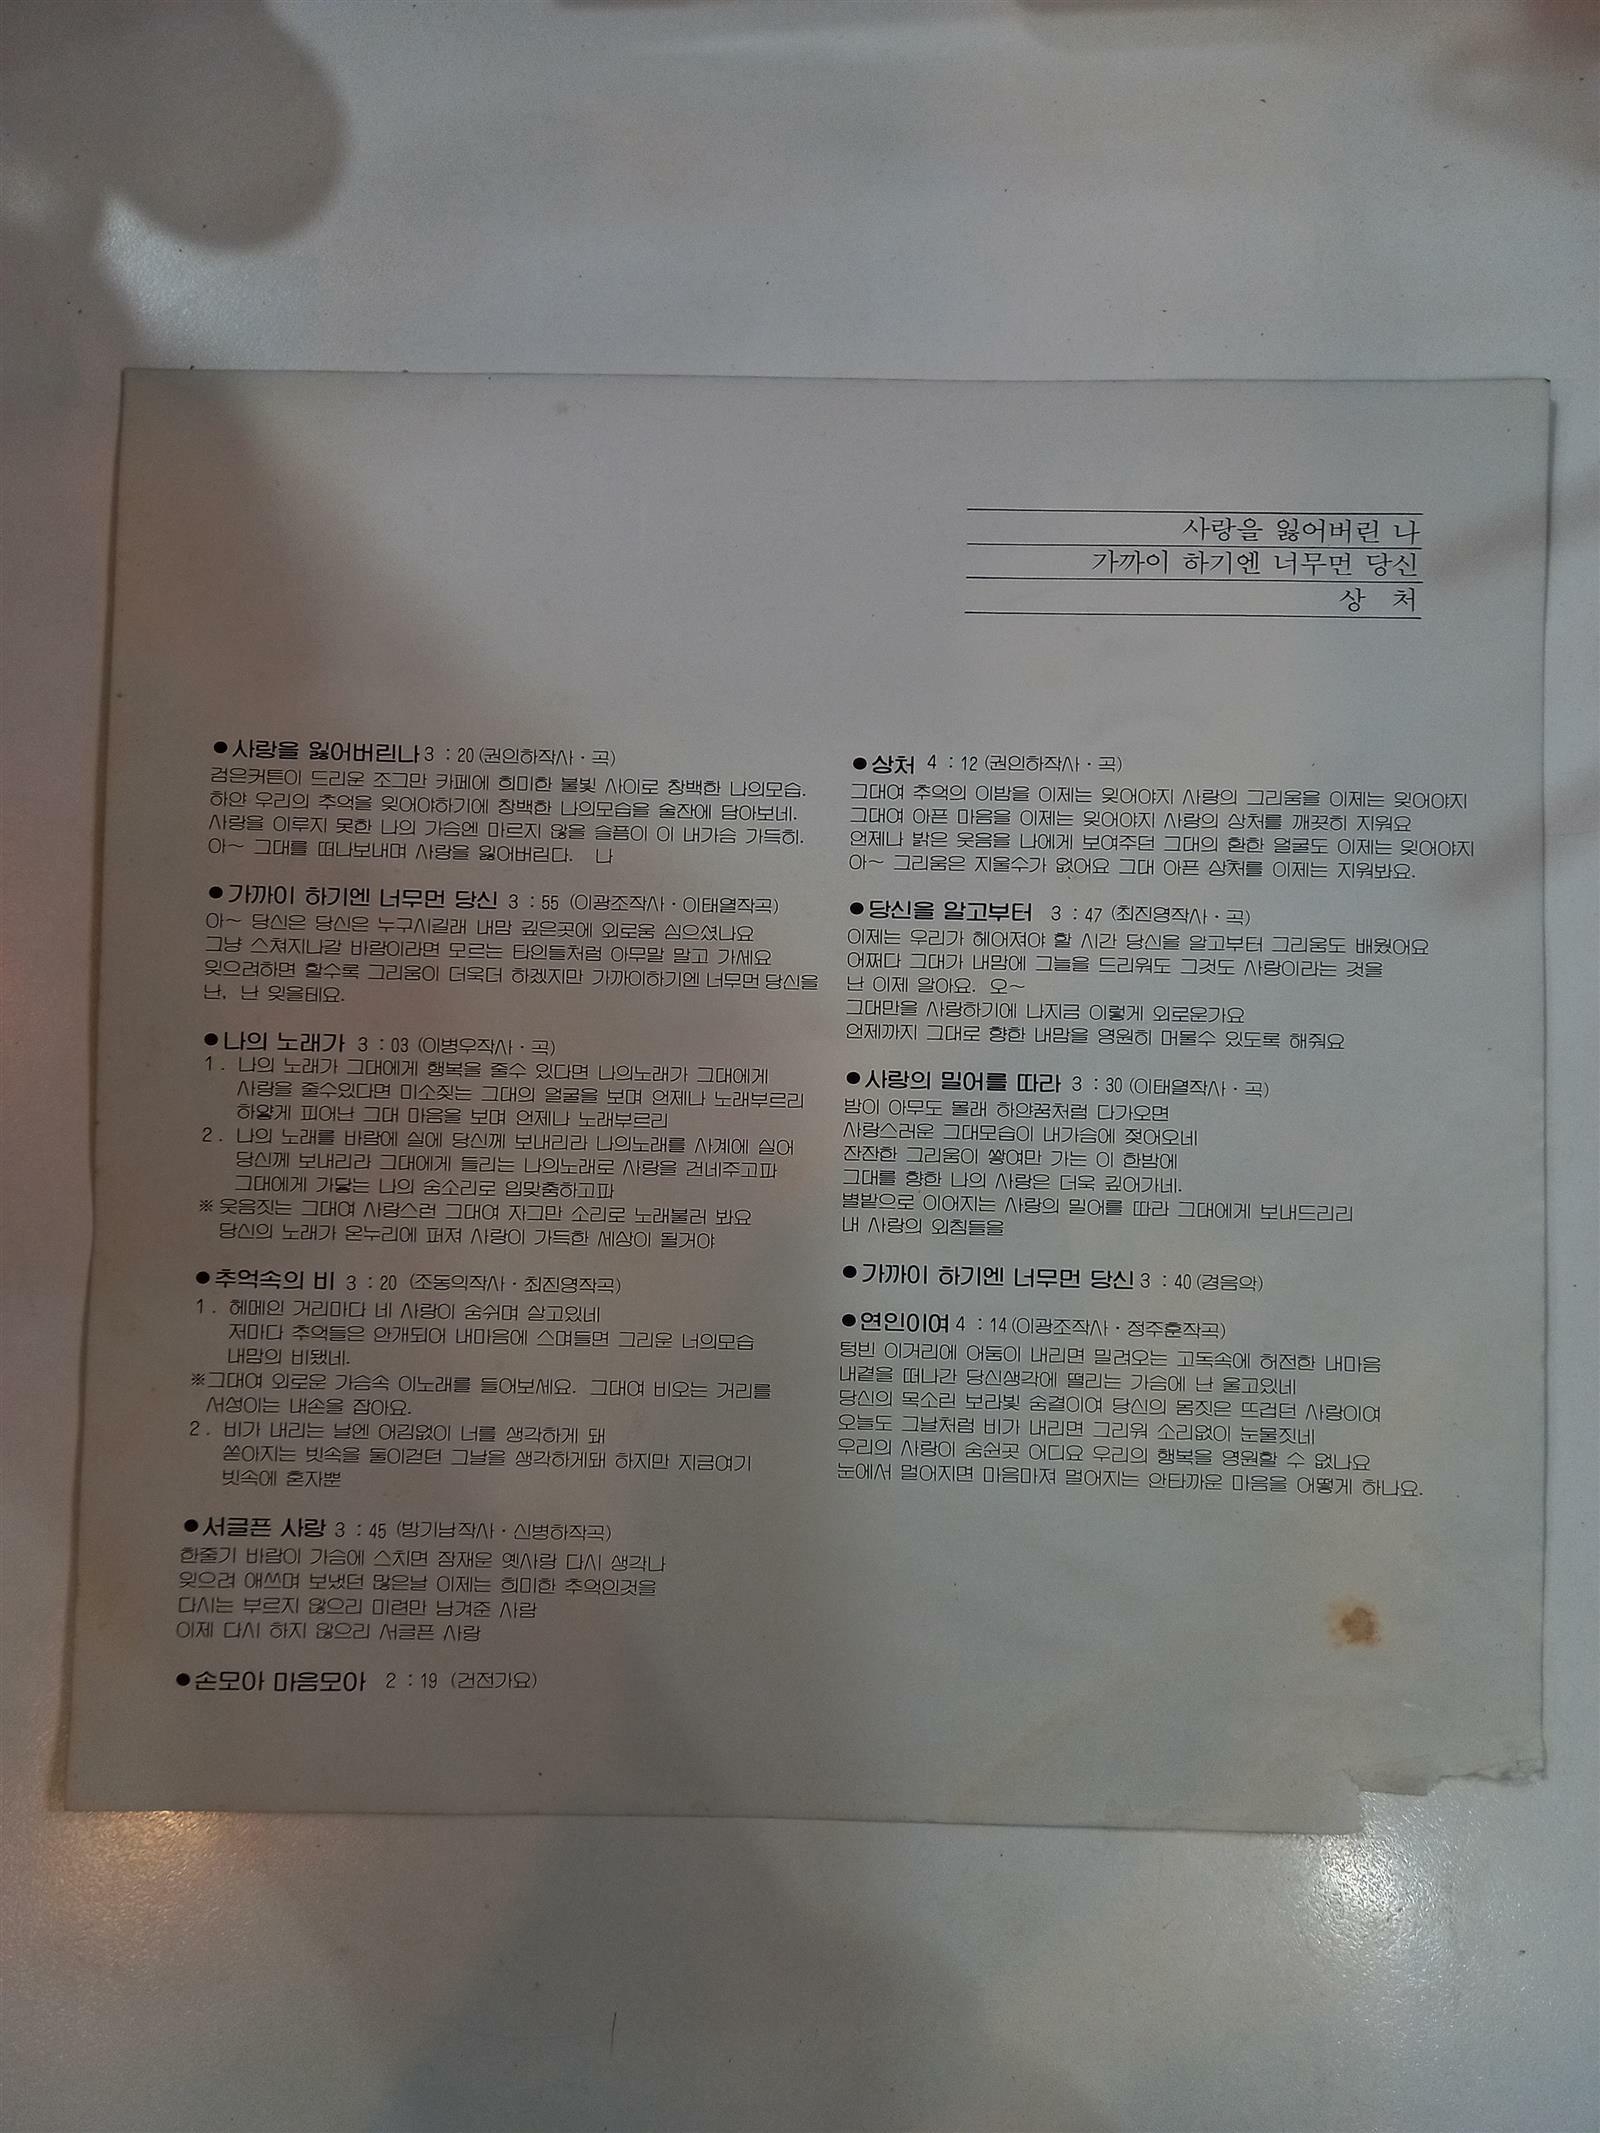 사랑을 잃어버린 나
가까이 하기엔 너무먼 당신
상 처
●사랑을 잃어버린나 3 : 20 (권인하작사 · 곡)
검은커튼이 드리운 조그만 카페에 희미한 불빛 사이로 창백한 나의모습.
하얀 우리의 추억을 잊어야하기에 창백한 나의모습을 술잔에 담아보네.
사랑을 이루지 못한 나의 가슴엔 마르지 않을 슬픔이 이 내가슴 가득히.
아～ 그대를 떠나보내며 사랑을 잃어버린다. 나
●가까이 하기엔 너무먼 당신 3 : 55 (이광조작사 · 이태열작곡)
아～ 당신은 당신은 누구시길래 내맘 깊은곳에 외로움 심으셨나요
그냥 스쳐지나갈 바람이라면 모르는 타인들처럼 아무말 말고 가세요
잊으려하면 할수록 그리움이 더욱더 하겠지만 가까이하기엔 너무먼 당신을
난, 난 잊을테요.
●나의 노래가 3 : 03 (이병우작사 · 곡)
1. 나의 노래가 그대에게 행복을 줄수 있다면 나의노래가 그대에게
사랑을 줄수있다면 미소짓는 그대의 얼굴을 보며 언제나 노래부르리
하얗게 피어난 그대 마음을 보며 언제나 노래부르리
2. 나의 노래를 바람에 실어 당신께 보내리라 나의노래를 사계에 실어
당신께 보내리라 그대에게 들리는 나의노래로 사랑을 건네주고파
그대에게 가닿는 나의 숨소리로 입맞춤하고파
※ 웃음짓는 그대여 사랑스런 그대여 자그만 소리로 노래불러 봐요
당신의 노래가 온누리에 퍼져 사랑이 가득한 세상이 될거야
●추억속의 비 3 : 20 (조동익작사 · 최진영작곡)
1. 헤메인 거리마다 네 사랑이 숨쉬며 살고있네
저마다 추억들은 안개되어 내마음에 스며들면 그리운 너의모습
내맘의 비됐네.
※그대여 외로운 가슴속 이노래를 들어보세요. 그대여 비오는 거리를
서성이는 내손을 잡아요.
2. 비가 내리는 날엔 어김없이 너를 생각하게 돼
쏟아지는 빗속을 둘이걷던 그날을 생각하게돼 하지만 지금여기
빗속에 혼자뿐
●서글픈 사랑 3 : 45 (방기남작사 · 신병하작곡)
한줄기 바람이 가슴에 스치면 잠재운 옛사랑 다시 생각나
잊으려 애쓰며 보냈던 많은날 이제는 희미한 추억인것을
다시는 부르지 않으리 미련만 남겨준 사람
이제 다시 하지 않으리 서글픈 사랑
●손모아 마음모아 2 : 19 (건전가요)
●상처 4 : 12 (권인하작사 · 곡)
그대여 추억의 이밤을 이제는 잊어야지 사랑의 그리움을 이제는 잊어야지
그대여 아픈 마음을 이제는 잊어야지 사랑의 상처를 깨끗히 지워요
언제나 밝은 웃음을 나에게 보여주던 그대의 환한 얼굴도 이제는 잊어야지
아～ 그리움은 지울수가 없어요 그대 아픈 상처를 이제는 지워봐요.
●당신을 알고부터 3 : 47 (최진영작사 · 곡)
이제는 우리가 헤어져야 할 시간 당신을 알고부터 그리움도 배웠어요
어쩌다 그대가 내맘에 그늘을 드리워도 그것도 사랑이라는 것을
난 이제 알아요. 오～
그대만을 사랑하기에 나지금 이렇게 외로운가요
언제까지 그대로 향한 내맘을 영원히 머물수 있도록 해줘요
●사랑의 밀어를 따라 3 : 30 (이태열작사 · 곡)
밤이 아무도 몰래 하얀꿈처럼 다가오면
사랑스러운 그대모습이 내가슴에 젖어오네
잔잔한 그리움이 쌓여만 가는 이 한밤에
그대를 향한 나의 사랑은 더욱 깊어가네.
별밭으로 이어지는 사랑의 밀어를 따라 그대에게 보내드리리
내 사랑의 외침들을
●가까이 하기엔 너무먼 당신 3 : 40 (경음악)
●연인이여 4 : 14 (이광조작사 · 정주훈작곡)
텅빈 이거리에 어둠이 내리면 밀려오는 고독속에 허전한 내마음
내곁을 떠나간 당신생각에 떨리는 가슴에 난 울고있네
당신의 목소린 보라빛 숨결이여 당신의 몸짓은 뜨겁던 사랑이여
오늘도 그날처럼 비가 내리면 그리워 소리없이 눈물짓네
우리의 사랑이 숨쉰곳 어디요 우리의 행복을 영원할 수 없나요
눈에서 멀어지면 마음마져 멀어지는 안타까운 마음을 어떻게 하나요.